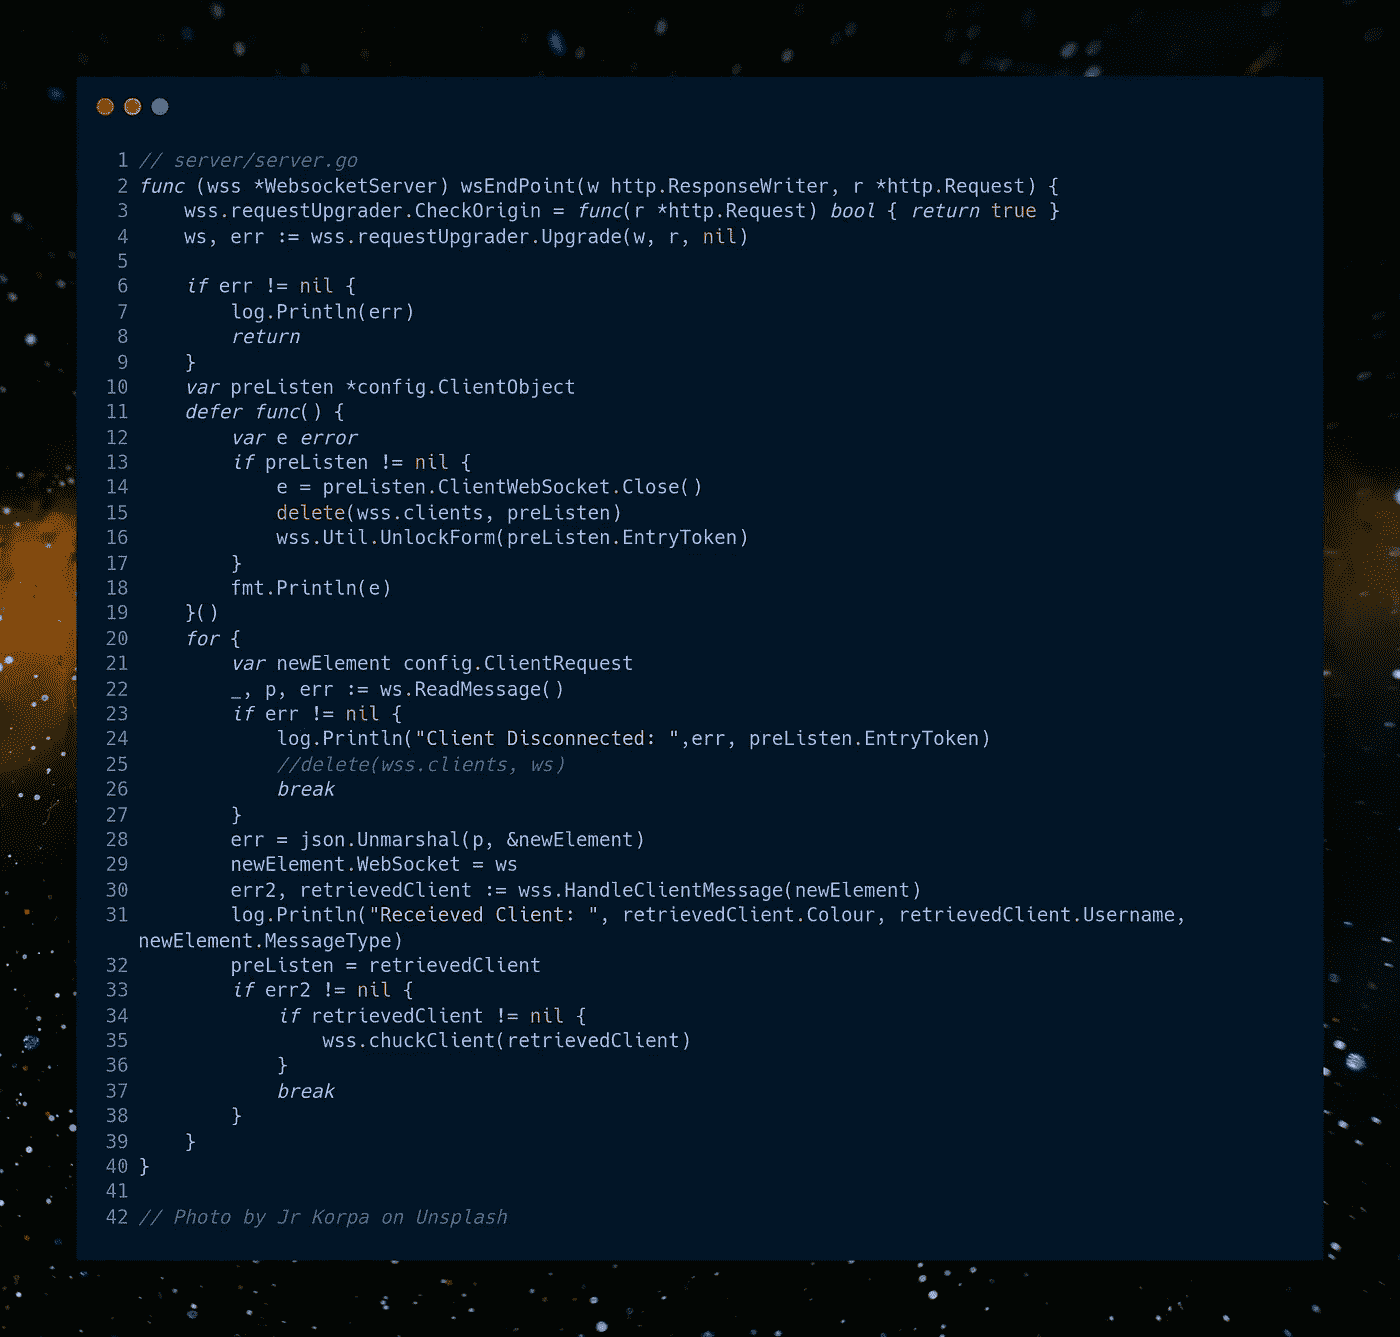 1 // server/server.go
2 func (wss *WebsocketServer) wsEndPoint(w http.ResponseWriter, r *http.Request) {
3     wss.requestUpgrader.CheckOrigin = func(r *http.Request) bool { return true }
4     ws, err := wss.requestUpgrader.Upgrade(w, r, nil)
5
6     if err != nil {
7         log.Println(err)
8         return
9     }
10     var preListen *config.ClientObject
11     defer func() {
12         var e error
13         if preListen != nil {
14             e = preListen.ClientWebSocket.Close()
15             delete(wss.clients, preListen)
16             wss.Util.UnlockForm(preListen.EntryToken)
17         }
18         fmt.Println(e)
19     }()
20     for {
21         var newElement config.ClientRequest
22         _, p, err := ws.ReadMessage()
23         if err != nil {
24             log.Println("Client Disconnected: ",err, preListen.EntryToken)
25             //delete(wss.clients, ws)
26             break
27         }
28         err = json.Unmarshal(p, &newElement)
29         newElement.WebSocket = ws
30         err2, retrievedClient := wss.HandleClientMessage(newElement)
31         log.Println("Receieved Client: ", retrievedClient.Colour, retrievedClient.Username,
newElement.MessageType)
32         preListen = retrievedClient
33         if err2 != nil {
34             if retrievedClient != nil {
35                 wss.chuckClient(retrievedClient)
36             }
37             break
38         }
39     }
40 }
41
42 // Photo by Jr Korpa on Unsplash